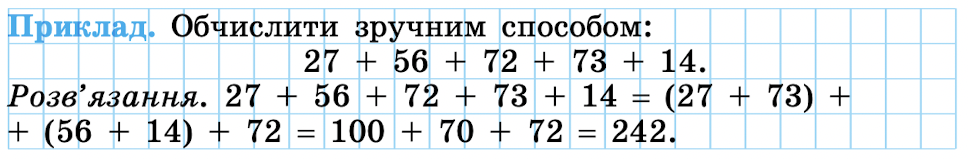 Приклад. Обчислити зручним способом:
27 + 56 + 72 + 73 + 14.
Розв’язання. 27 + 56 + 72 + 73 + 14 = (27 + 73) +
+ (56 + 14) + 72 = 100 + 70 + 72 = 242.